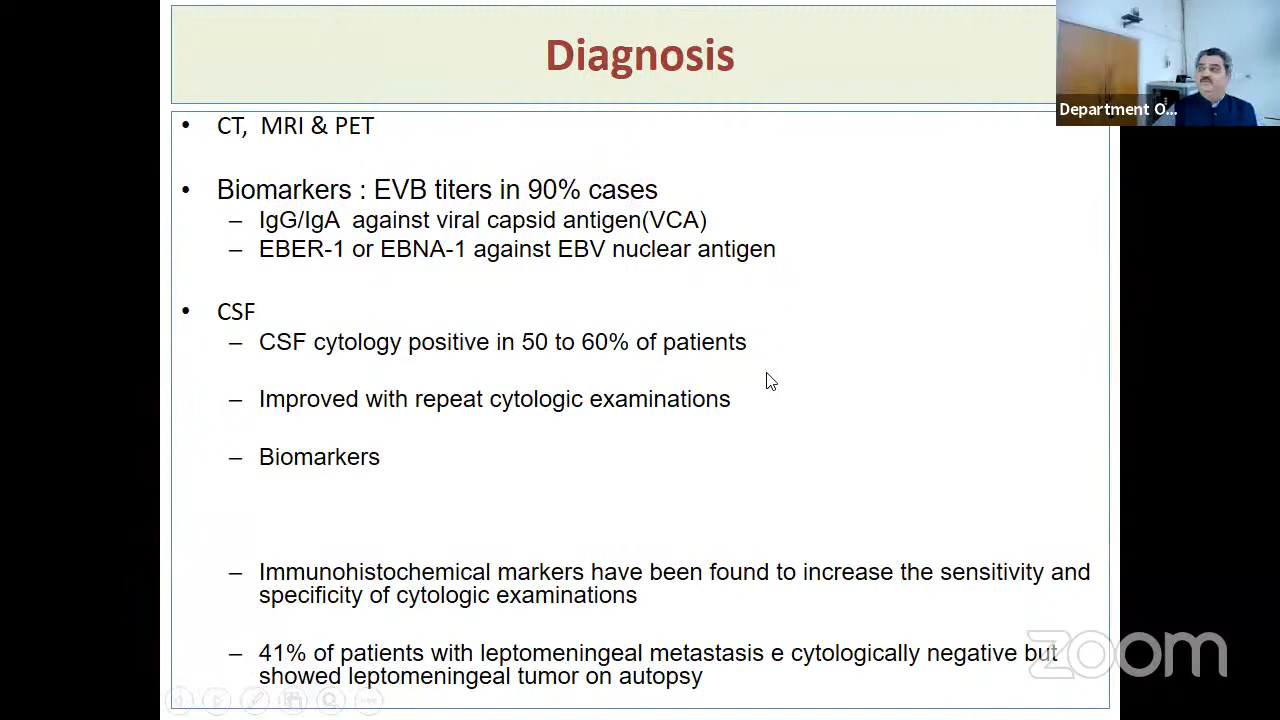 Diagnosis
Department O...
• CT, MRI & PET
• Biomarkers : EVB titers in 90% cases
– IgG/IgA against viral capsid antigen(VCA)
– EBER-1 or EBNA-1 against EBV nuclear antigen
• CSF
– CSF cytology positive in 50 to 60% of patients
– Improved with repeat cytologic examinations
– Biomarkers
– Immunohistochemical markers have been found to increase the sensitivity and
specificity of cytologic examinations
– 41% of patients with leptomeningeal metastasis e cytologically negative but
showed leptomeningeal tumor on autopsy
zoom